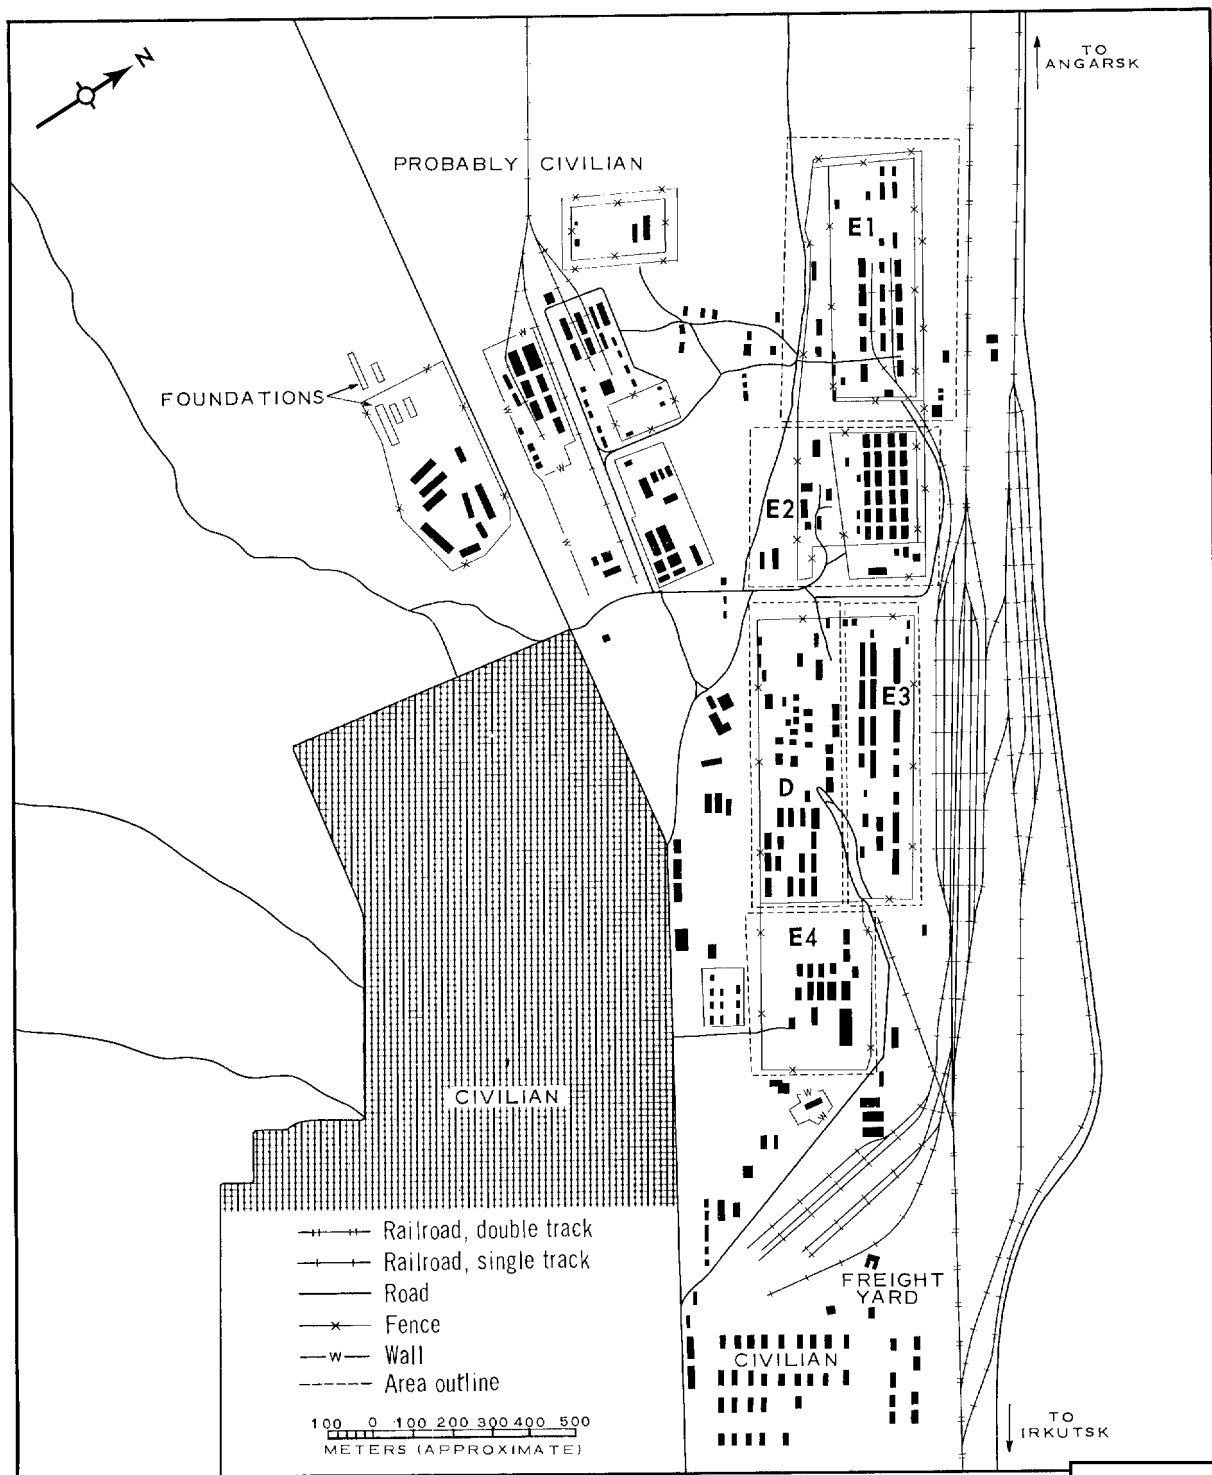 N
TO
ANGARSK
PROBABLY CIVILIAN
E1
W
FOUNDATIONS
W
W
E2
W
E3
D
E4
CIVILIAN
W
W
Railroad, double track
Railroad, single track
Road
Fence
W
Wall
Area outline
FREIGHT
YARD
CIVILIAN
100 0 100 200 300 400 500
METERS (APPROXIMATE)
TO
IRKUTSK